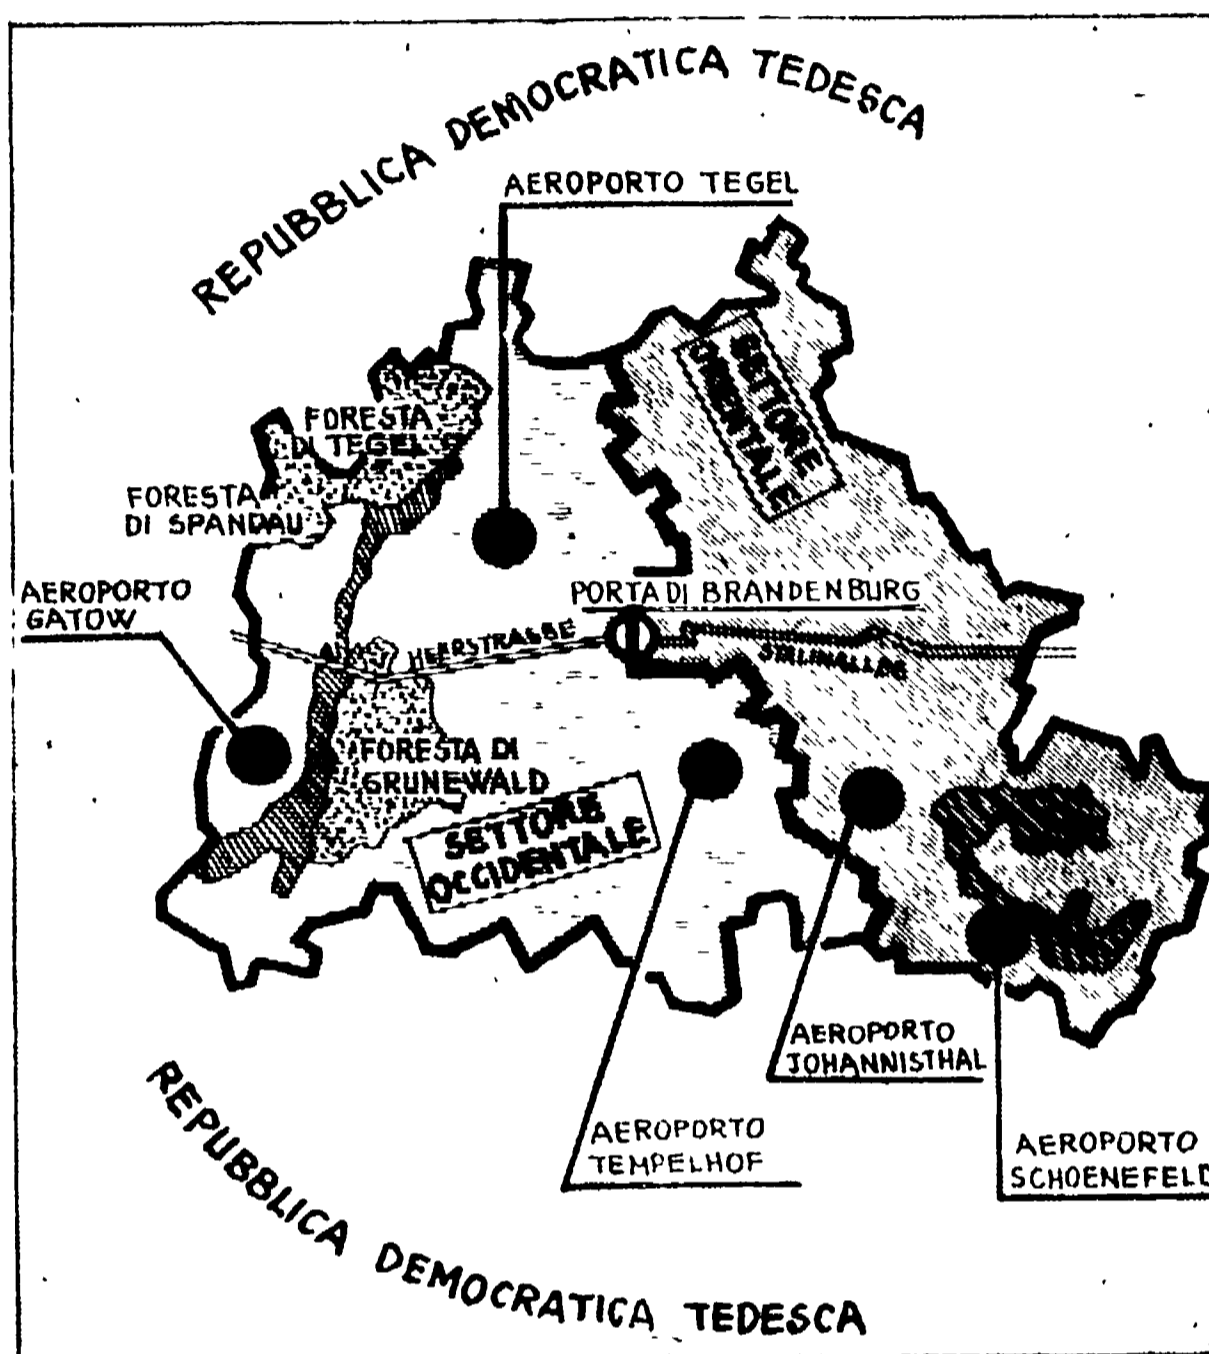 REPUBBLICA DEMOCRATICA TEDESCA
AEROPORTO TEGEL
SETTORE
ORIENTALE
FORESTA
DI TEGEL
FORESTA
DI SPANDAU
AEROPORTO
GATOW
PORTA DI BRANDENBURG
HEERSTRASSE
STALINALLEE
FORESTA DI
GRUNEWALD
SETTORE
OCCIDENTALE
AEROPORTO
JOHANNISTHAL
AEROPORTO
TEMPELHOF
AEROPORTO
SCHOENEFELD
REPUBBLICA DEMOCRATICA TEDESCA